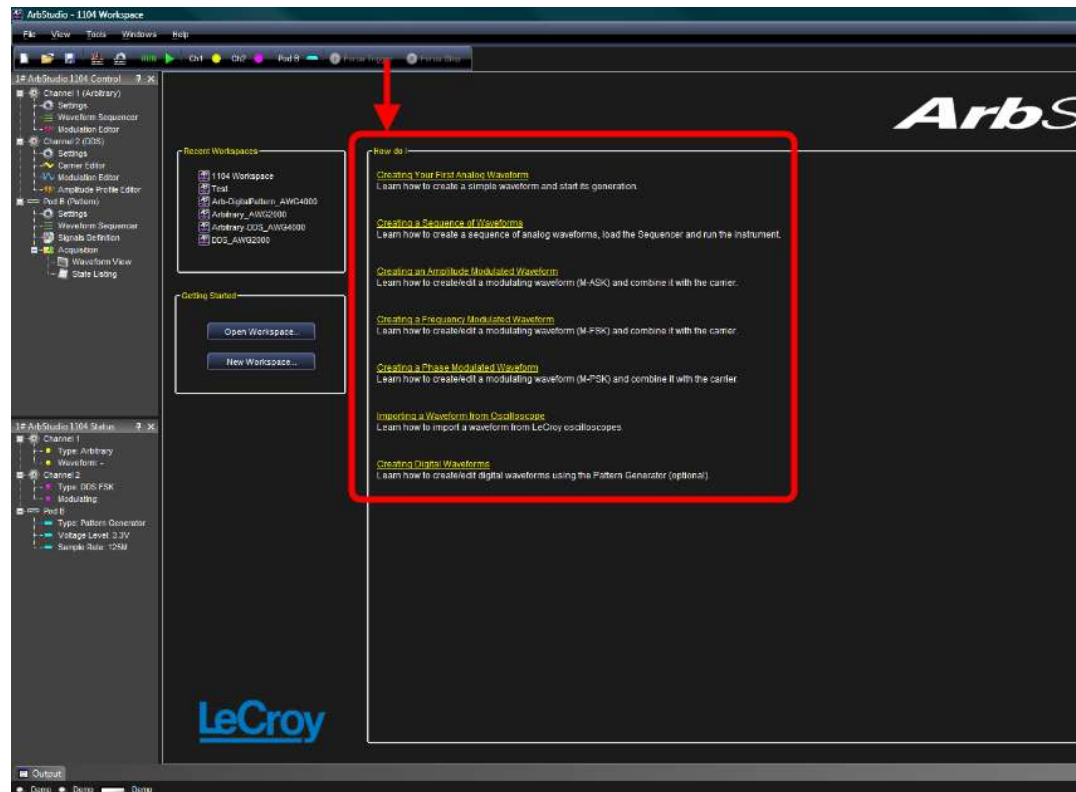 ArbStudio - 1104 Workspace
File View Tools Windows Help
Ch1 Ch2 Pod B Force Trigger Force Stop
1# ArbStudio 1104 Control
Channel 1 (Arbitrary)
Settings
Waveform Sequencer
Modulation Editor
Channel 2 (DDS)
Settings
Carrier Editor
Modulation Editor
Amplitude Profile Editor
Pod B (Pattern)
Settings
Waveform Sequencer
Signals Definition
Acquisition
Waveform View
State Listing
1# ArbStudio 1104 Status
Channel 1
Type: Arbitrary
Waveform: -
Channel 2
Type: DDS FSK
Modulating:
Pod B
Type: Pattern Generator
Voltage Level: 3.3V
Sample Rate: 125M
ArbS
Recent Workspaces
1104 Workspace
Test
Arb-DigitalPattern_AWG4000
Arbitrary_AWG2000
Arbitrary-DDS_AWG4000
DDS_AWG2000
Getting Started
Open Workspace...
New Workspace...
How do I
Creating Your First Analog Waveform
Learn how to create a simple waveform and start its generation.
Creating a Sequence of Waveforms
Learn how to create a sequence of analog waveforms, load the Sequencer and run the instrument.
Creating an Amplitude Modulated Waveform
Learn how to create/edit a modulating waveform (M-ASK) and combine it with the carrier.
Creating a Frequency Modulated Waveform
Learn how to create/edit a modulating waveform (M-FSK) and combine it with the carrier.
Creating a Phase Modulated Waveform
Learn how to create/edit a modulating waveform (M-PSK) and combine it with the carrier.
Importing a Waveform from Oscilloscope
Learn how to import a waveform from LeCroy oscilloscopes.
Creating Digital Waveforms
Learn how to create/edit digital waveforms using the Pattern Generator (optional)
LeCroy
Output
Demo Demo Demo